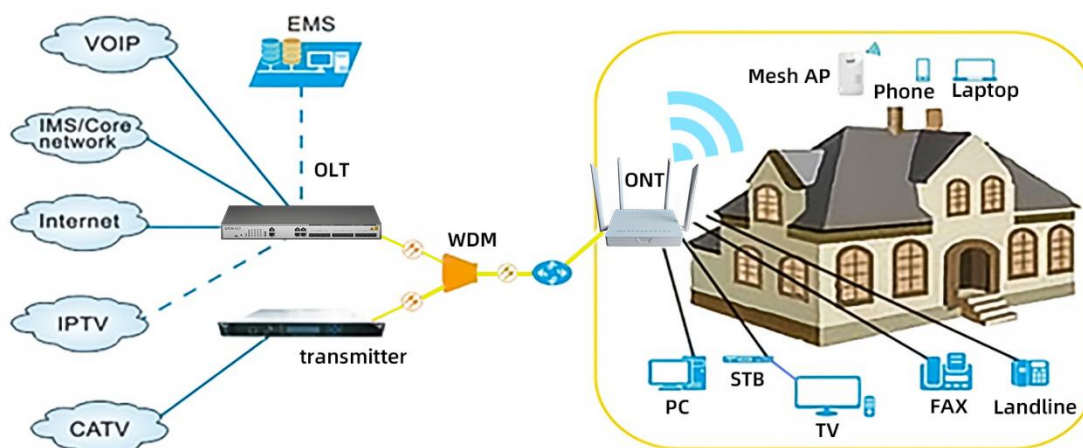 EMS
VOIP
Mesh AP
Phone
Laptop
IMS/Core
network
OLT
ONT
Internet
WDM
IPTV
transmitter
STB
PC
FAX
Landline
TV
CATV